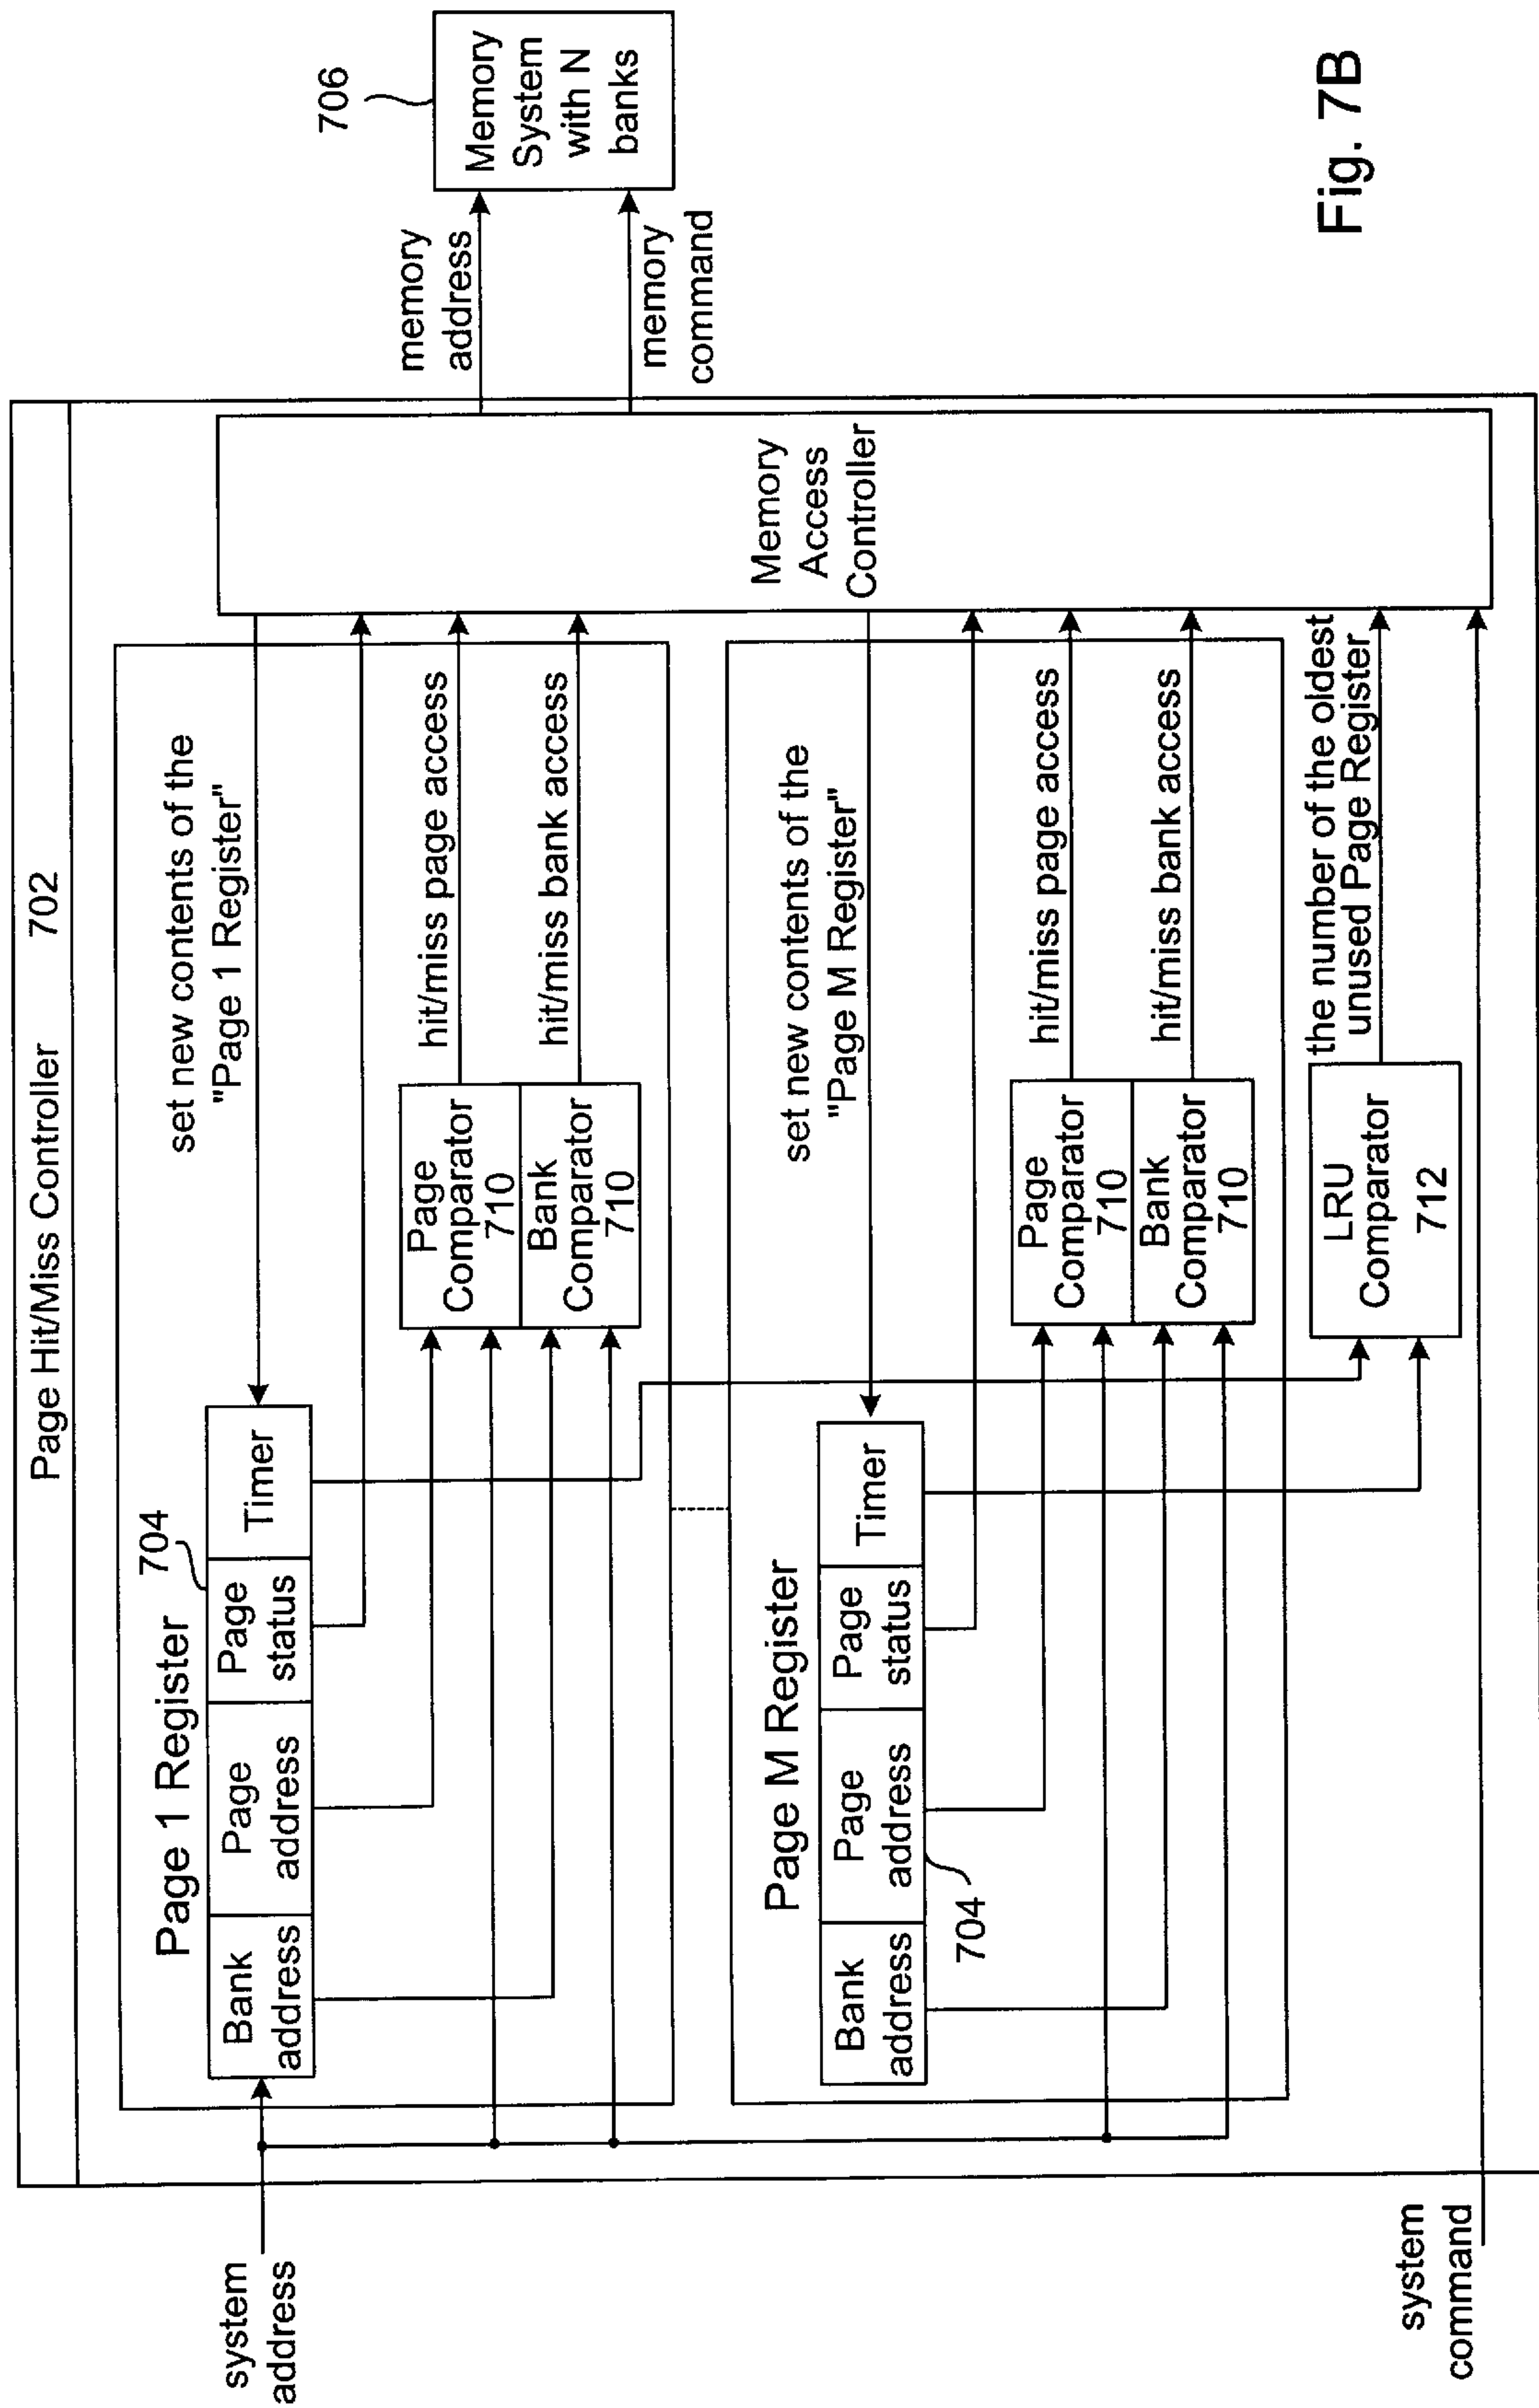 Page Hit/Miss Controller 702
system
address
Page 1 Register
704
Bank
address
Page
address
Page
status
Timer
set new contents of the
"Page 1 Register"
Page
Comparator
710
Bank
Comparator
710
hit/miss page access
hit/miss bank access
Page M Register
Bank
address
Page
address
Page
status
Timer
704
set new contents of the
"Page M Register"
Page
Comparator
710
Bank
Comparator
710
hit/miss page access
hit/miss bank access
LRU
Comparator
712
the number of the oldest
unused Page Register
system
command
Memory
Access
Controller
memory
address
memory
command
706
Memory
System
with N
banks
Fig. 7B